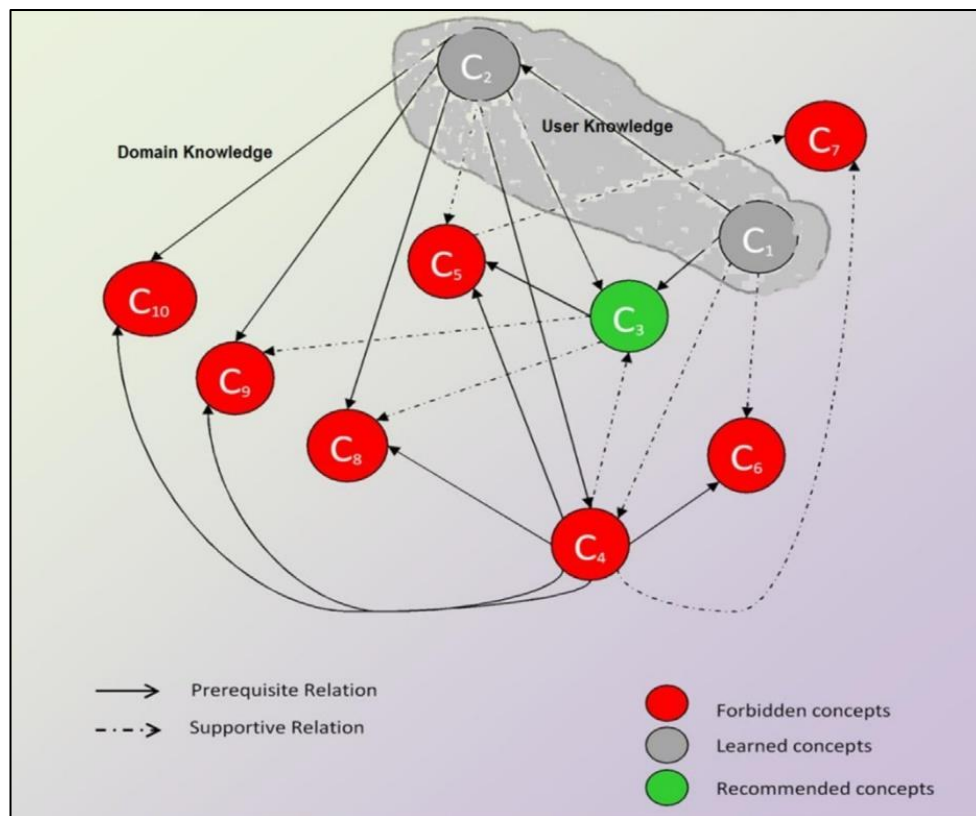 C₂
User Knowledge
C₇
Domain Knowledge
C₁
C₅
C₁₀
C₃
C₉
C₈
C₆
C₄
Prerequisite Relation
Supportive Relation
Forbidden concepts
Learned concepts
Recommended concepts